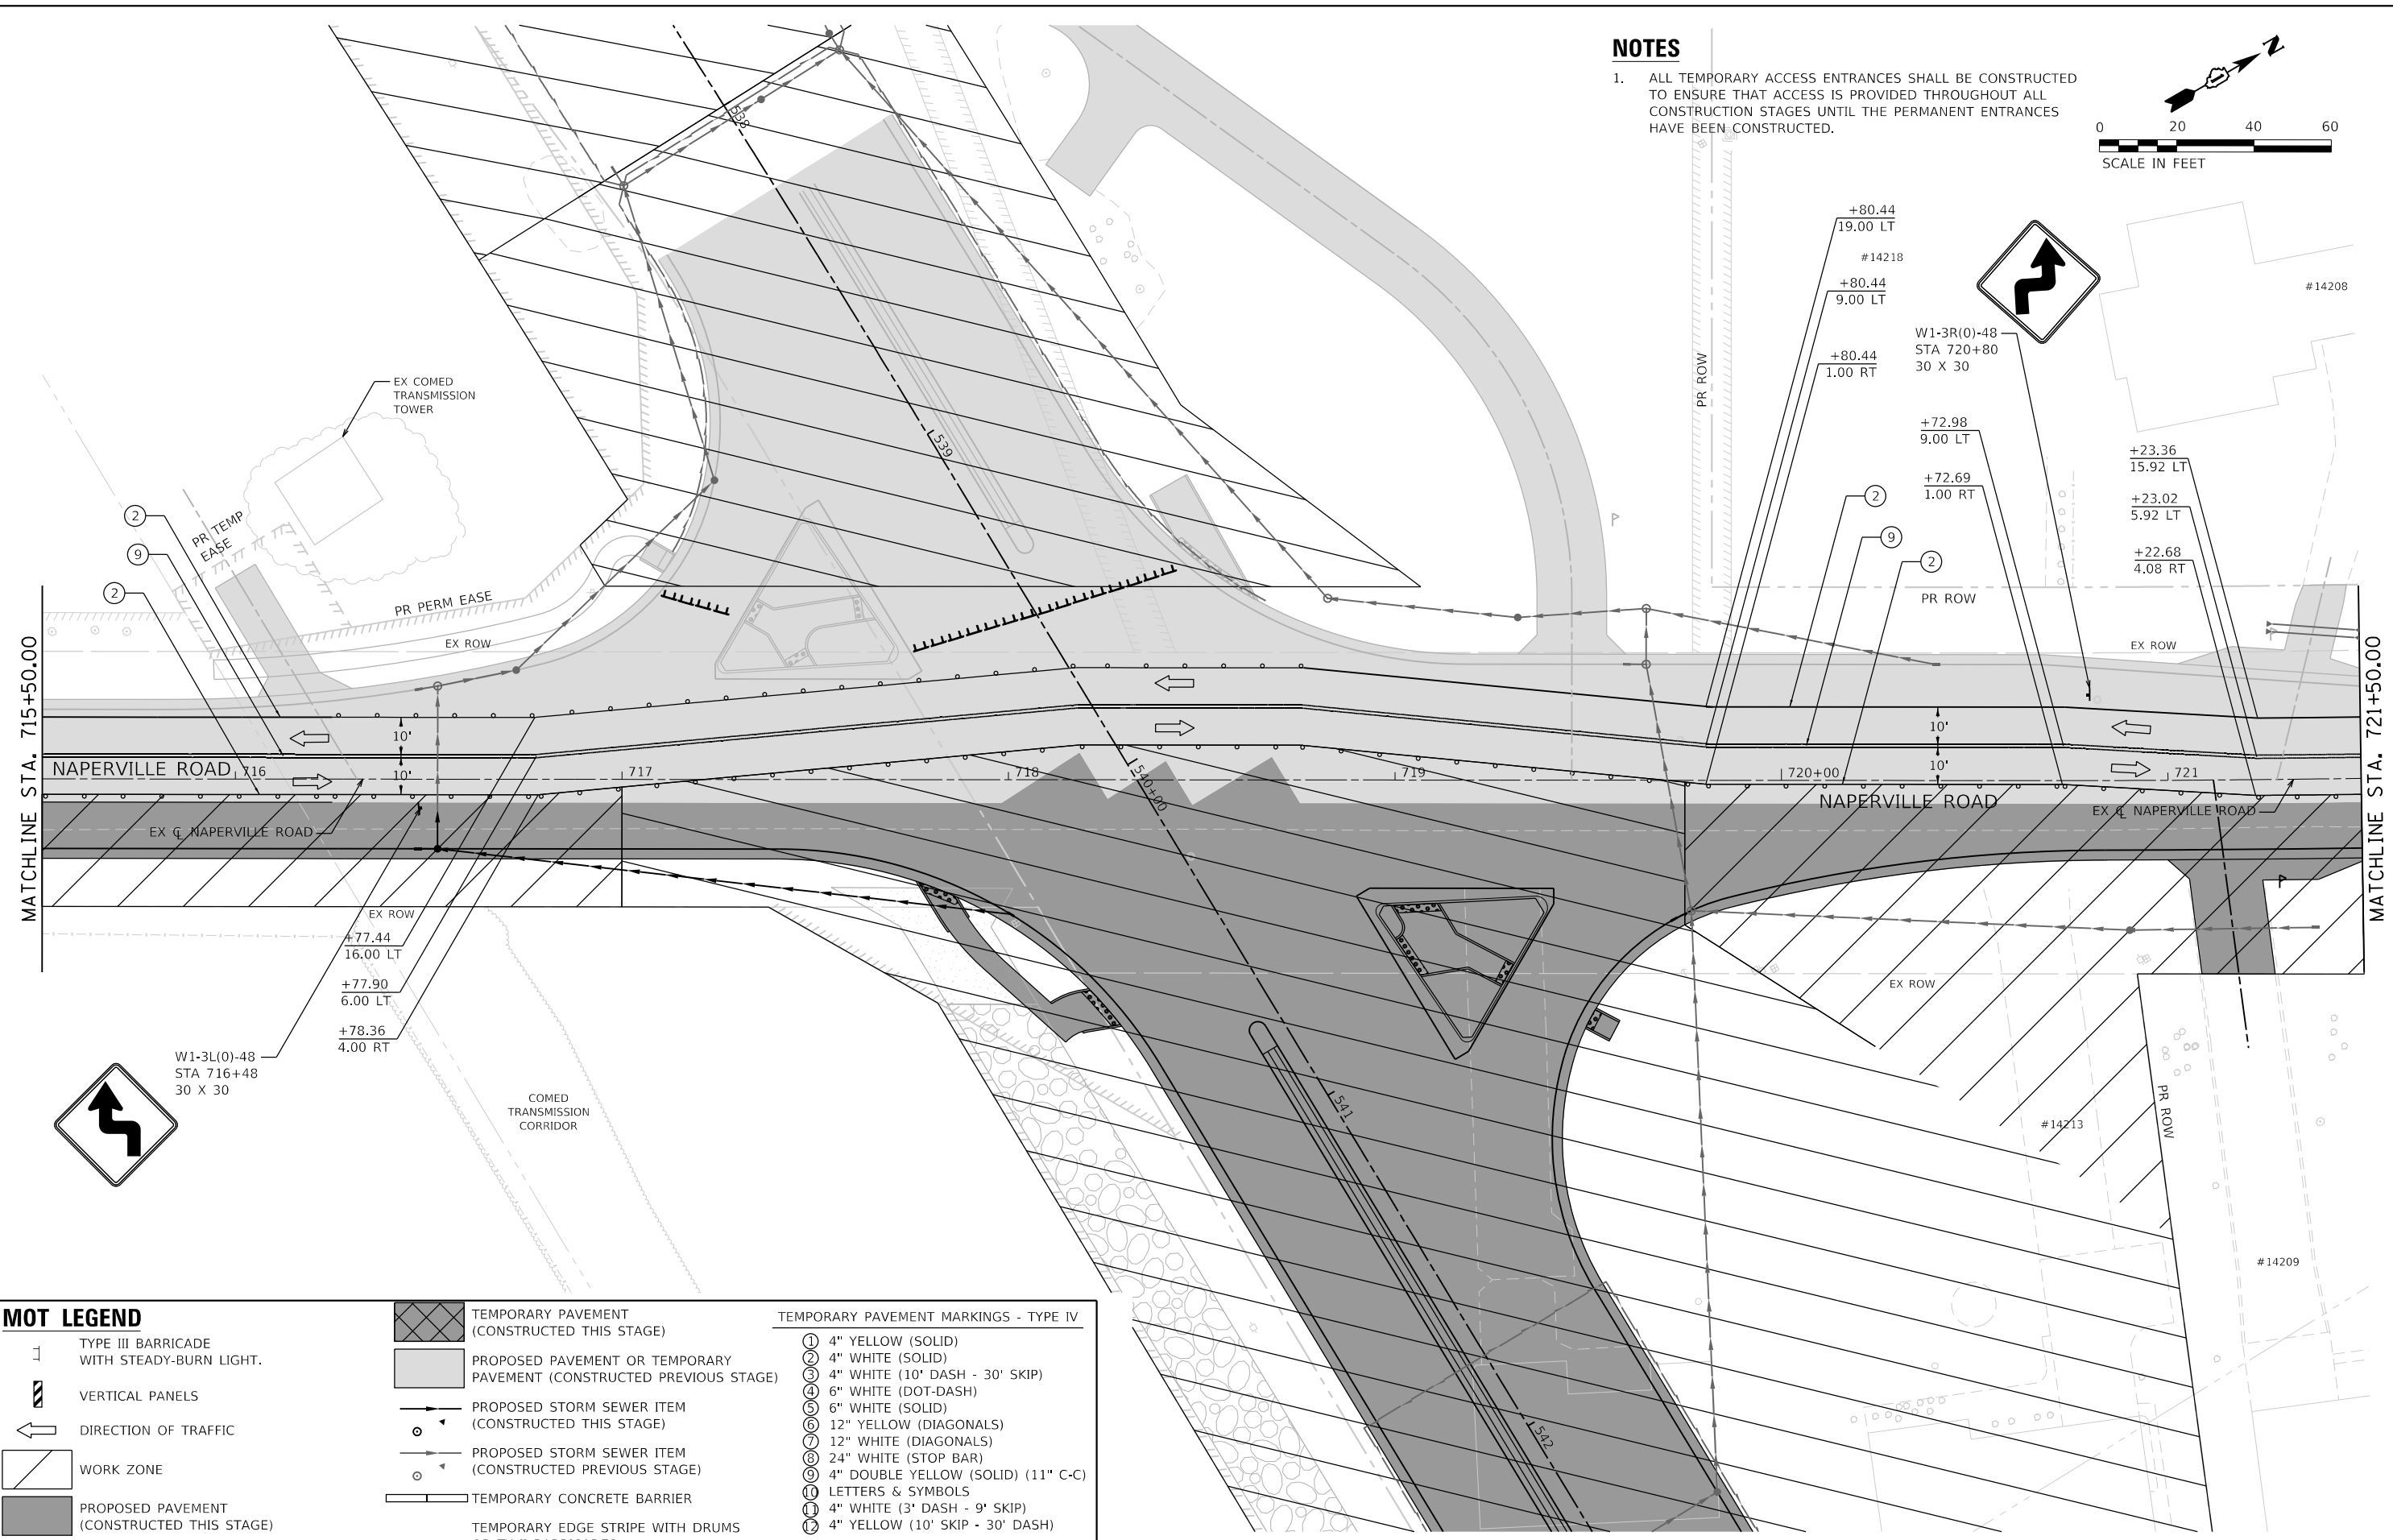 NOTES
1. ALL TEMPORARY ACCESS ENTRANCES SHALL BE CONSTRUCTED
TO ENSURE THAT ACCESS IS PROVIDED THROUGHOUT ALL
CONSTRUCTION STAGES UNTIL THE PERMANENT ENTRANCES
HAVE BEEN CONSTRUCTED.
N
0 20 40 60
SCALE IN FEET
538
539
540+00
541
542
+80.44
19.00 LT
#14218
+80.44
9.00 LT
+80.44
1.00 RT
W1-3R(0)-48
STA 720+80
30 X 30
#14208
+72.98
9.00 LT
+72.69
1.00 RT
+23.36
15.92 LT
+23.02
5.92 LT
+22.68
4.08 RT
PR ROW
2
9
2
PR ROW
EX ROW
EX COMED
TRANSMISSION
TOWER
2
9
2
PR TEMP
EASE
PR PERM EASE
EX ROW
MATCHLINE STA. 715+50.00
MATCHLINE STA. 721+50.00
10'
10'
10'
10'
NAPERVILLE ROAD
716
717
718
719
720+00
721
NAPERVILLE ROAD
EX ℄ NAPERVILLE ROAD
EX ℄ NAPERVILLE ROAD
EX ROW
+77.44
16.00 LT
+77.90
6.00 LT
+78.36
4.00 RT
W1-3L(0)-48
STA 716+48
30 X 30
COMED
TRANSMISSION
CORRIDOR
EX ROW
PR ROW
#14213
#14209
MOT LEGEND
TYPE III BARRICADE
WITH STEADY-BURN LIGHT.
VERTICAL PANELS
DIRECTION OF TRAFFIC
WORK ZONE
PROPOSED PAVEMENT
(CONSTRUCTED THIS STAGE)
TEMPORARY PAVEMENT
(CONSTRUCTED THIS STAGE)
PROPOSED PAVEMENT OR TEMPORARY
PAVEMENT (CONSTRUCTED PREVIOUS STAGE)
PROPOSED STORM SEWER ITEM
(CONSTRUCTED THIS STAGE)
PROPOSED STORM SEWER ITEM
(CONSTRUCTED PREVIOUS STAGE)
TEMPORARY CONCRETE BARRIER
TEMPORARY EDGE STRIPE WITH DRUMS
TEMPORARY PAVEMENT MARKINGS - TYPE IV
1 4" YELLOW (SOLID)
2 4" WHITE (SOLID)
3 4" WHITE (10' DASH - 30' SKIP)
4 6" WHITE (DOT-DASH)
5 6" WHITE (SOLID)
6 12" YELLOW (DIAGONALS)
7 12" WHITE (DIAGONALS)
8 24" WHITE (STOP BAR)
9 4" DOUBLE YELLOW (SOLID) (11" C-C)
10 LETTERS & SYMBOLS
11 4" WHITE (3' DASH - 9' SKIP)
12 4" YELLOW (10' SKIP - 30' DASH)